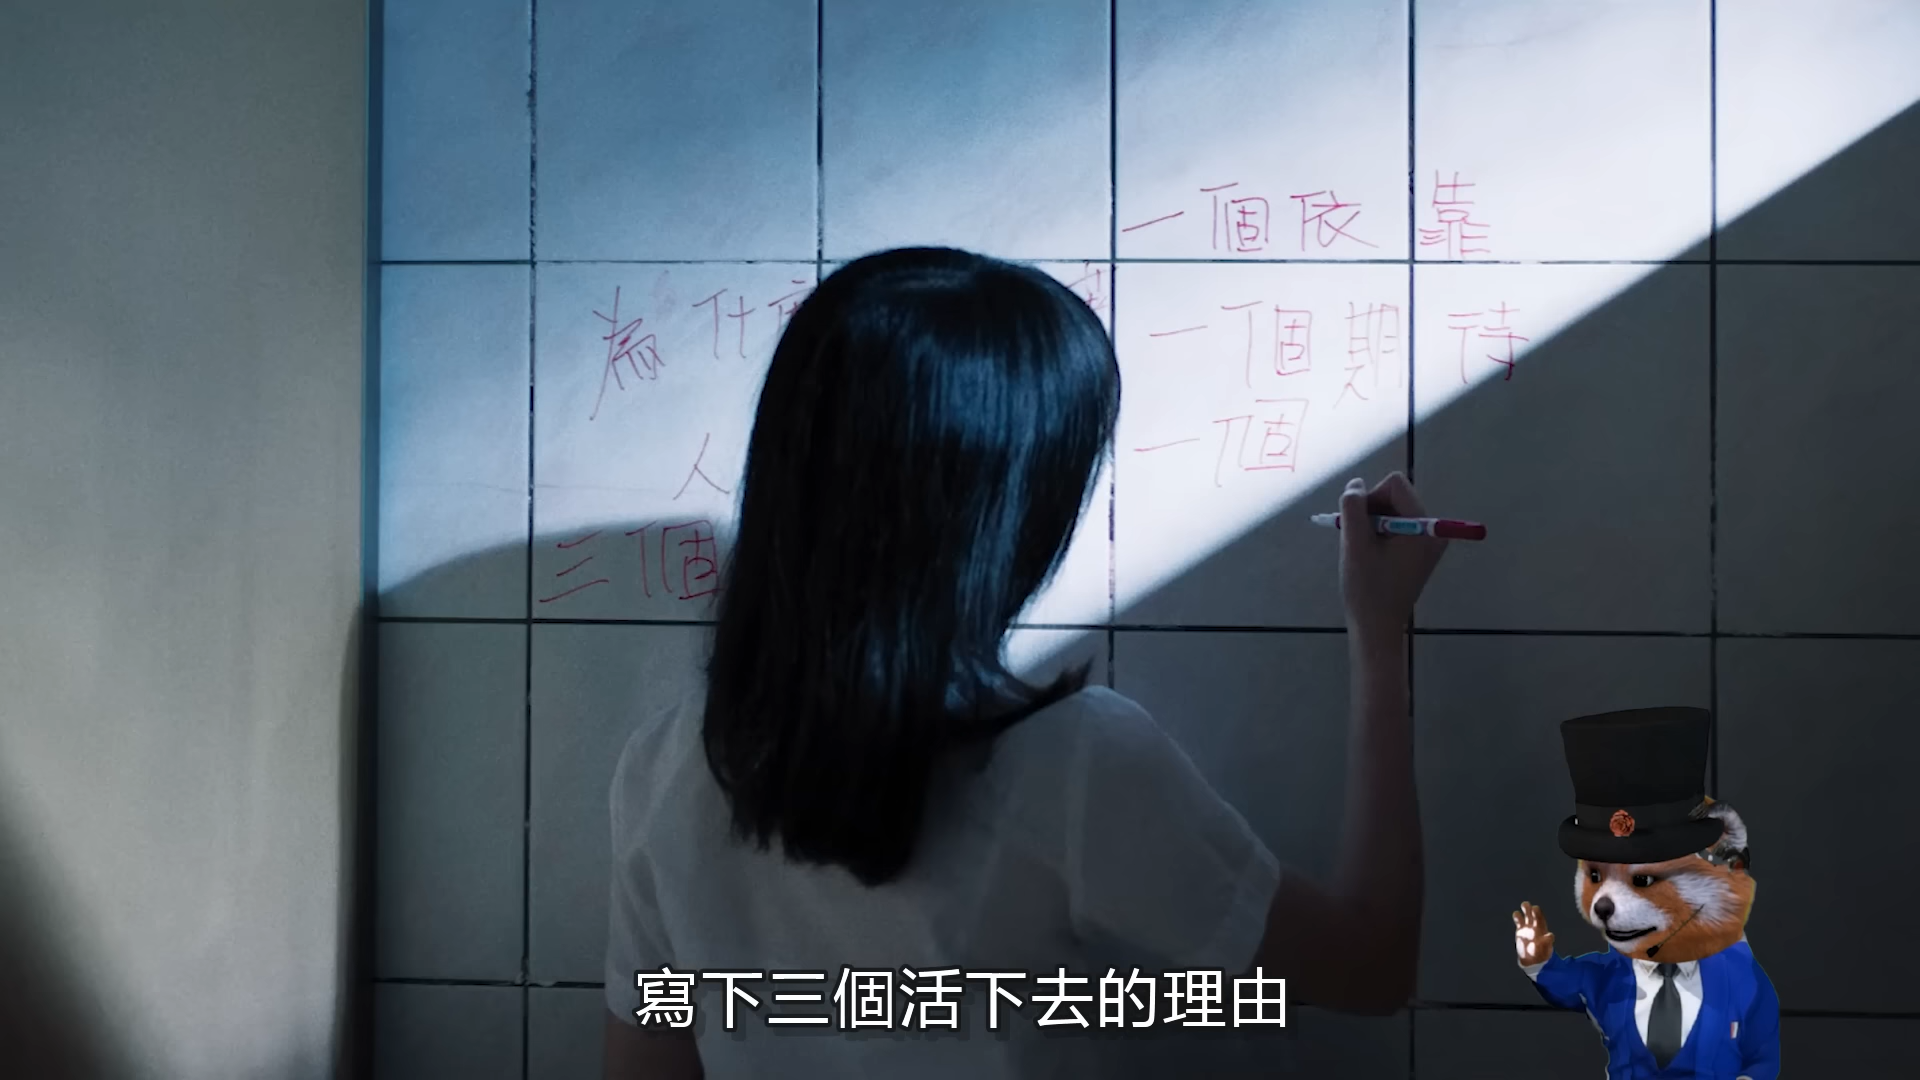 一個依靠
為什
一個期待
人
一個
三個
寫下三個活下去的理由